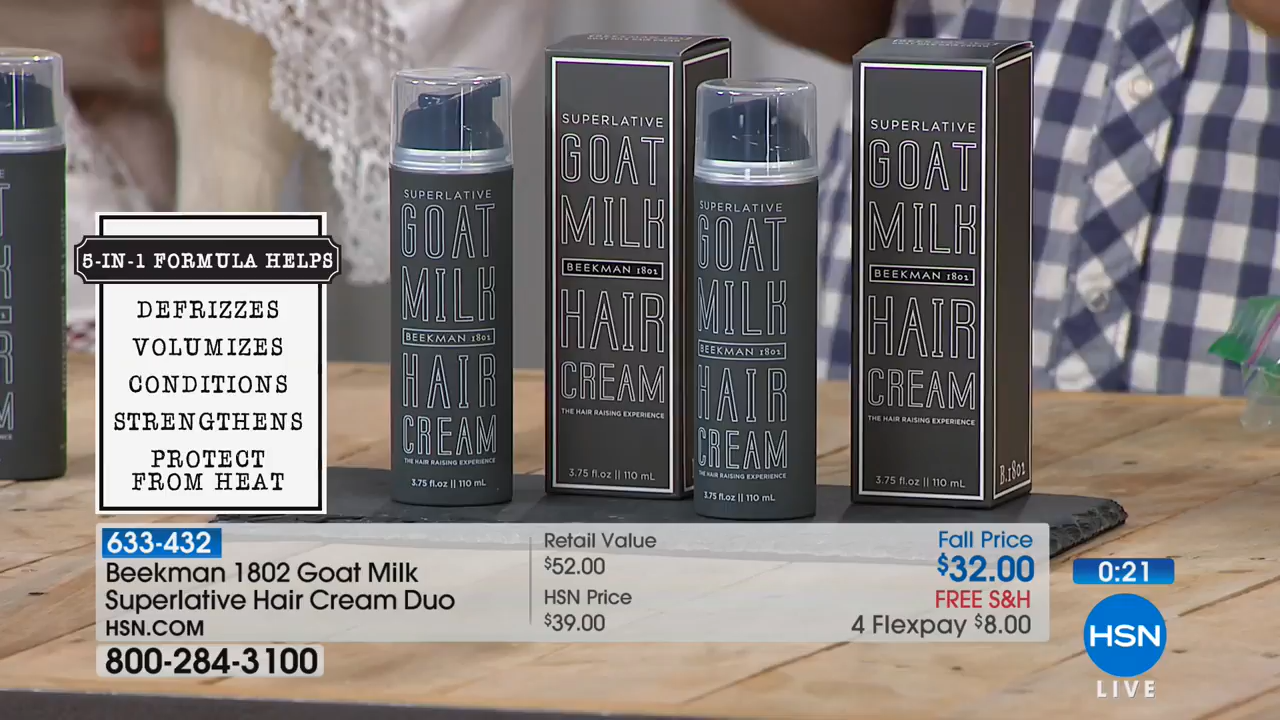 5-IN-1 FORMULA HELPS
DEFRIZZES
VOLUMIZES
CONDITIONS
STRENGTHENS
PROTECT
FROM HEAT
SUPERLATIVE
GOAT
MILK
BEEKMAN 1802
HAIR
CREAM
THE HAIR RAISING EXPERIENCE
3.75 fl.oz || 110 mL
SUPERLATIVE
GOAT
MILK
BEEKMAN 1802
HAIR
CREAM
THE HAIR RAISING EXPERIENCE
3.75 fl.oz || 110 mL
SUPERLATIVE
GOAT
MILK
BEEKMAN 1802
HAIR
CREAM
THE HAIR RAISING EXPERIENCE
3.75 fl.oz || 110 mL
SUPERLATIVE
GOAT
MILK
BEEKMAN 1802
HAIR
CREAM
THE HAIR RAISING EXPERIENCE
3.75 fl.oz || 110 mL
B.1802
633-432
Beekman 1802 Goat Milk
Superlative Hair Cream Duo
HSN.COM
800-284-3100
Retail Value
$52.00
HSN Price
$39.00
Fall Price
$32.00
FREE S&H
4 Flexpay $8.00
0:21
HSN
LIVE